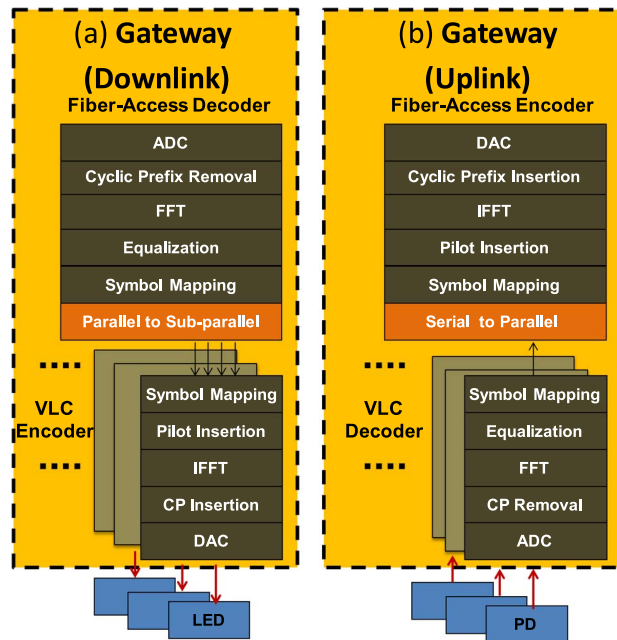 (a) Gateway
(Downlink)
Fiber-Access Decoder
ADC
Cyclic Prefix Removal
FFT
Equalization
Symbol Mapping
Parallel to Sub-parallel
VLC
Encoder
Symbol Mapping
Pilot Insertion
IFFT
CP Insertion
DAC
LED
(b) Gateway
(Uplink)
Fiber-Access Encoder
DAC
Cyclic Prefix Insertion
IFFT
Pilot Insertion
Symbol Mapping
Serial to Parallel
VLC
Decoder
Symbol Mapping
Equalization
FFT
CP Removal
ADC
PD